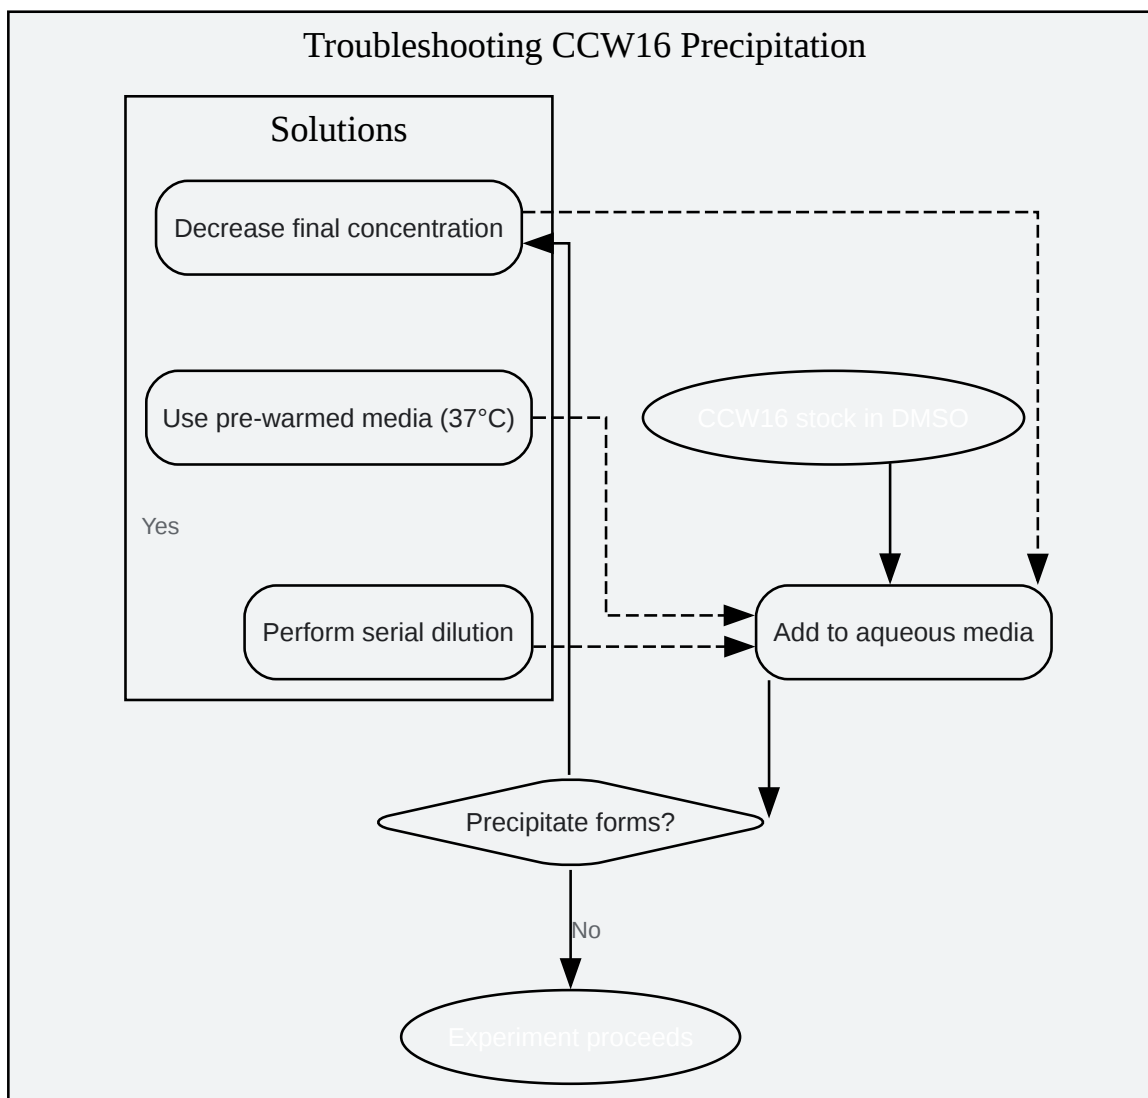 Troubleshooting CCW16 Precipitation
Solutions
Decrease final concentration
Use pre-warmed media (37°C)
CCW16 stock in DMSO
Yes
Perform serial dilution
Add to aqueous media
Precipitate forms?
No
Experiment proceeds